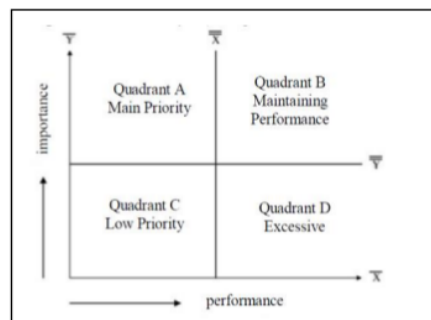 Y̅
X̿
Quadrant A
Main Priority
Quadrant B
Maintaining
Performance
importance
Y̿
Quadrant C
Low Priority
Quadrant D
Excessive
X̅
performance